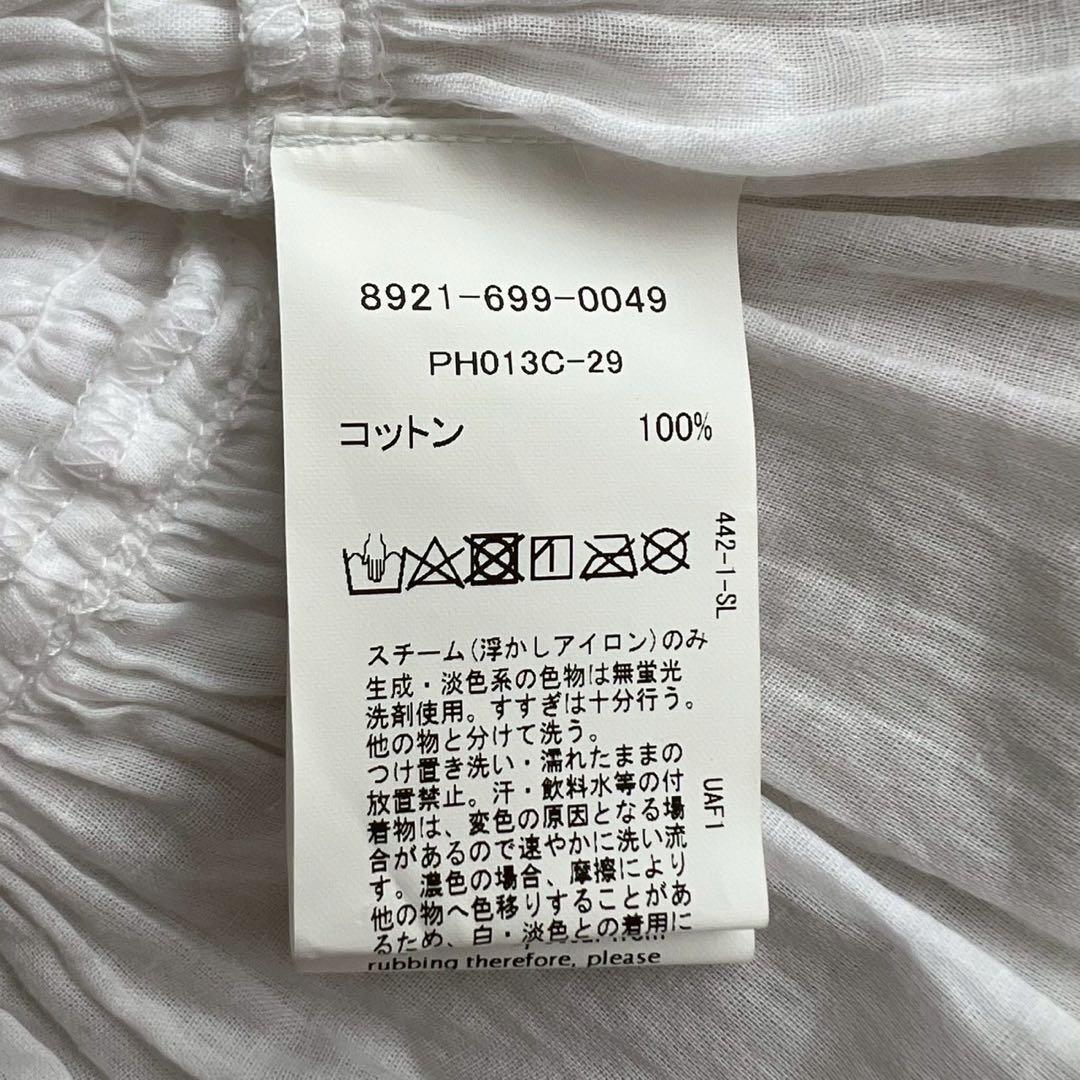 8921-699-0049
PH013C-29
コットン 100%
442-1-SL
スチーム(浮かしアイロン)のみ
生成・淡色系の色物は無蛍光
洗剤使用。すすぎは十分行う。
他の物と分けて洗う。
つけ置き洗い・濡れたままの
放置禁止。汗・飲料水等の付
着物は、変色の原因となる場
合があるので速やかに洗い流
す。濃色の場合、摩擦により
他の物へ色移りすることがあ
るため、白・淡色との着用に
UAF1
rubbing therefore, please